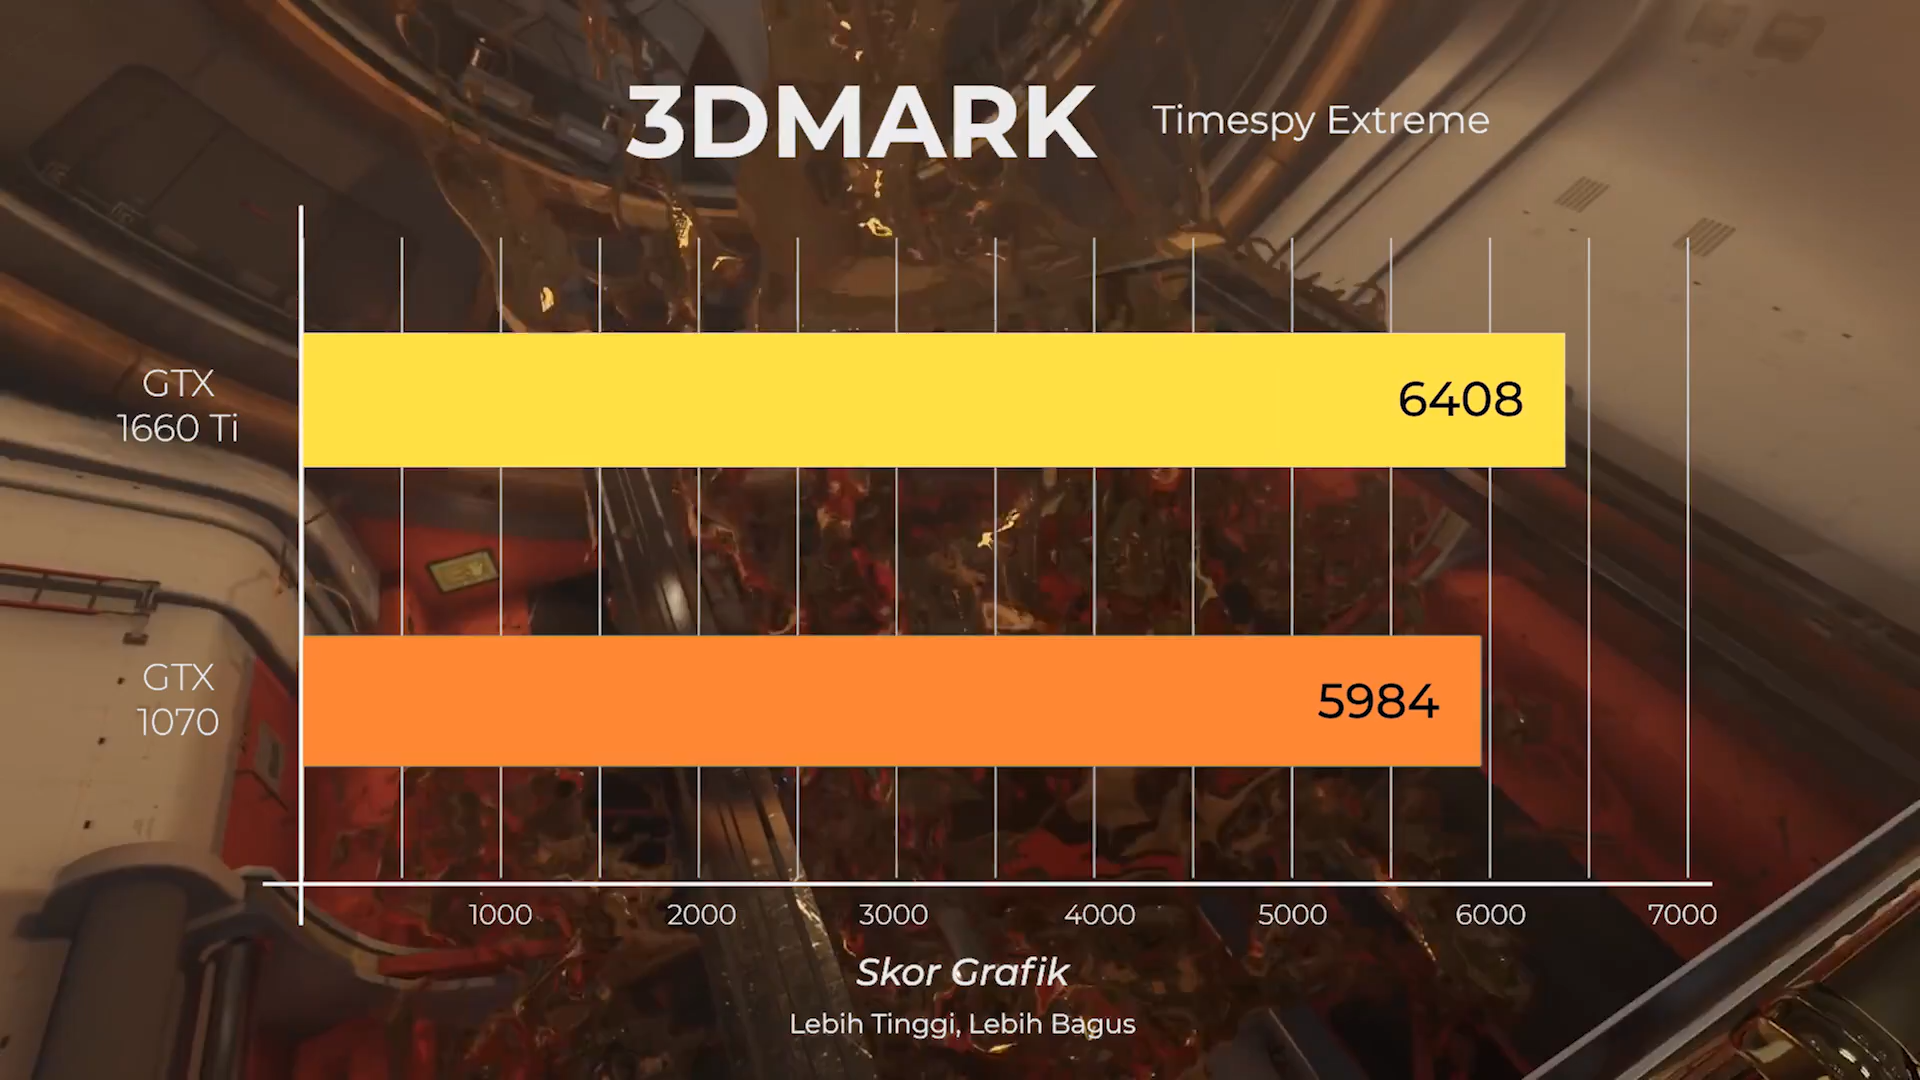 3DMARK Timespy Extreme
GTX
1660 Ti
6408
GTX
1070
5984
1000 2000 3000 4000 5000 6000 7000
Skor Grafik
Lebih Tinggi, Lebih Bagus